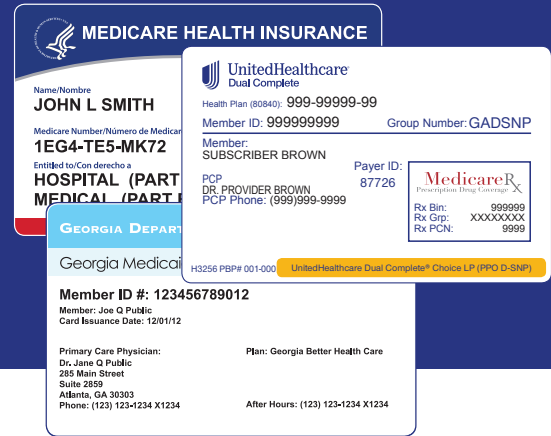 MEDICARE HEALTH INSURANCE
Name/Nombre
JOHN L SMITH
Medicare Number/Número de Medicar
1EG4-TE5-MK72
Entitled to/Con derecho a
HOSPITAL (PART
MEDICAL (PART
UnitedHealthcare®
Dual Complete
Health Plan (80840): 999-99999-99
Member ID: 999999999 Group Number: GADSNP
Member:
SUBSCRIBER BROWN
Payer ID:
87726
PCP
DR. PROVIDER BROWN
PCP Phone: (999)999-9999
MedicareRx
Prescription Drug Coverage
Rx Bin: 999999
Rx Grp: XXXXXXXX
Rx PCN: 9999
H3256 PBP# 001-000 UnitedHealthcare Dual Complete® Choice LP (PPO D-SNP)
GEORGIA DEPART
Georgia Medicai
Member ID #: 123456789012
Member: Joe Q Public
Card Issuance Date: 12/01/12
Primary Care Physician:
Dr. Jane Q Public
285 Main Street
Suite 2859
Atlanta, GA 30303
Phone: (123) 123-1234 X1234
Plan: Georgia Better Health Care
After Hours: (123) 123-1234 X1234